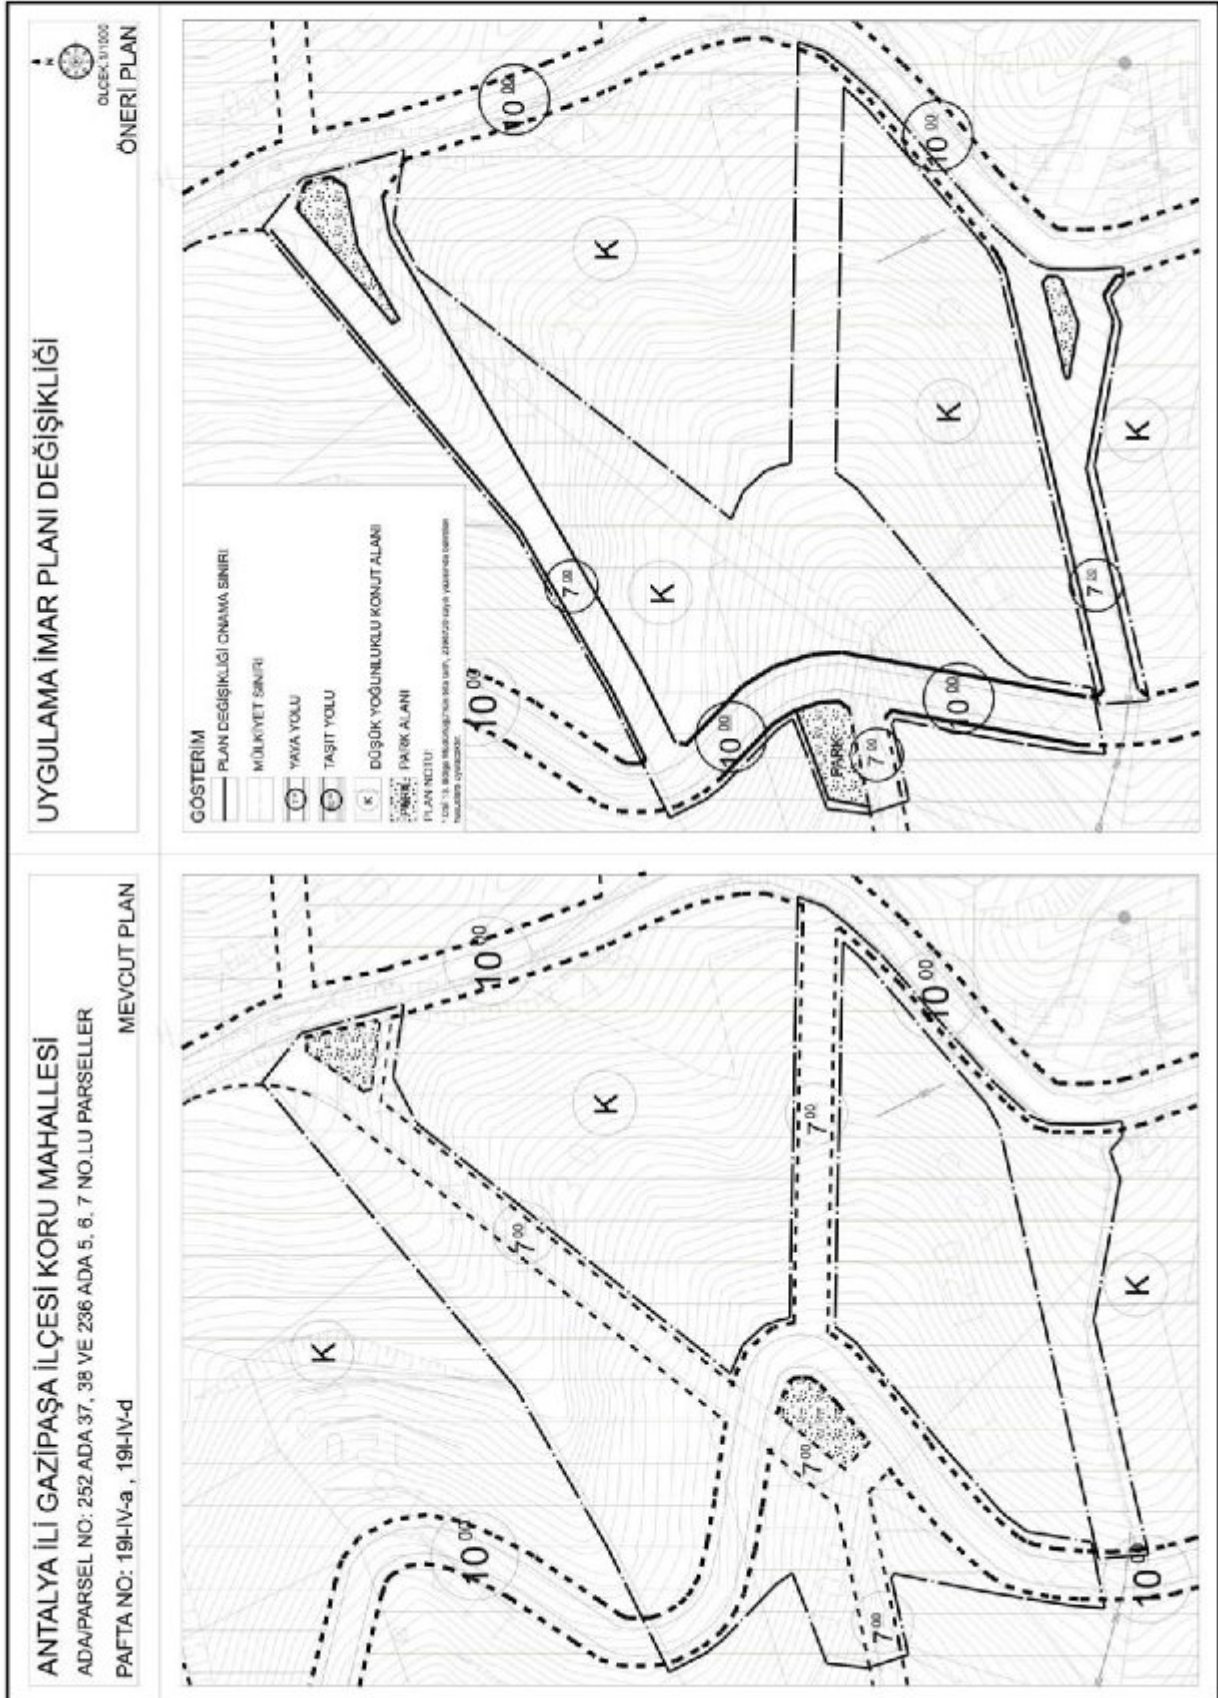 ANTALYA İLİ GAZİPAŞA İLÇESİ KORU MAHALLESİ
ADA/PARSEL NO: 252 ADA 37, 38 VE 236 ADA 5, 6, 7 NO.LU PARSELLER
PAFTA NO: 19I-IV-a , 19I-IV-d
MEVCUT PLAN
K
10 00
7 00
10 00
K
7 00
10 00
7 00
7 00
K
10 00
UYGULAMA İMAR PLANI DEĞİŞİKLİĞİ
N
ÖLÇEK:1/1000
ÖNERİ PLAN
GÖSTERİM
PLAN DEĞİŞİKLİĞİ ONAMA SINIRI
MÜLKİYET SINIRI
YAYA YOLU
TAŞIT YOLU
K
DÜŞÜK YOĞUNLUKLU KONUT ALANI
PARK
PARK ALANI
PLAN NOTU:
10 00
10 00
7 00
K
K
10 00
PARK
7 00
10 00
K
10 00
7 00
K